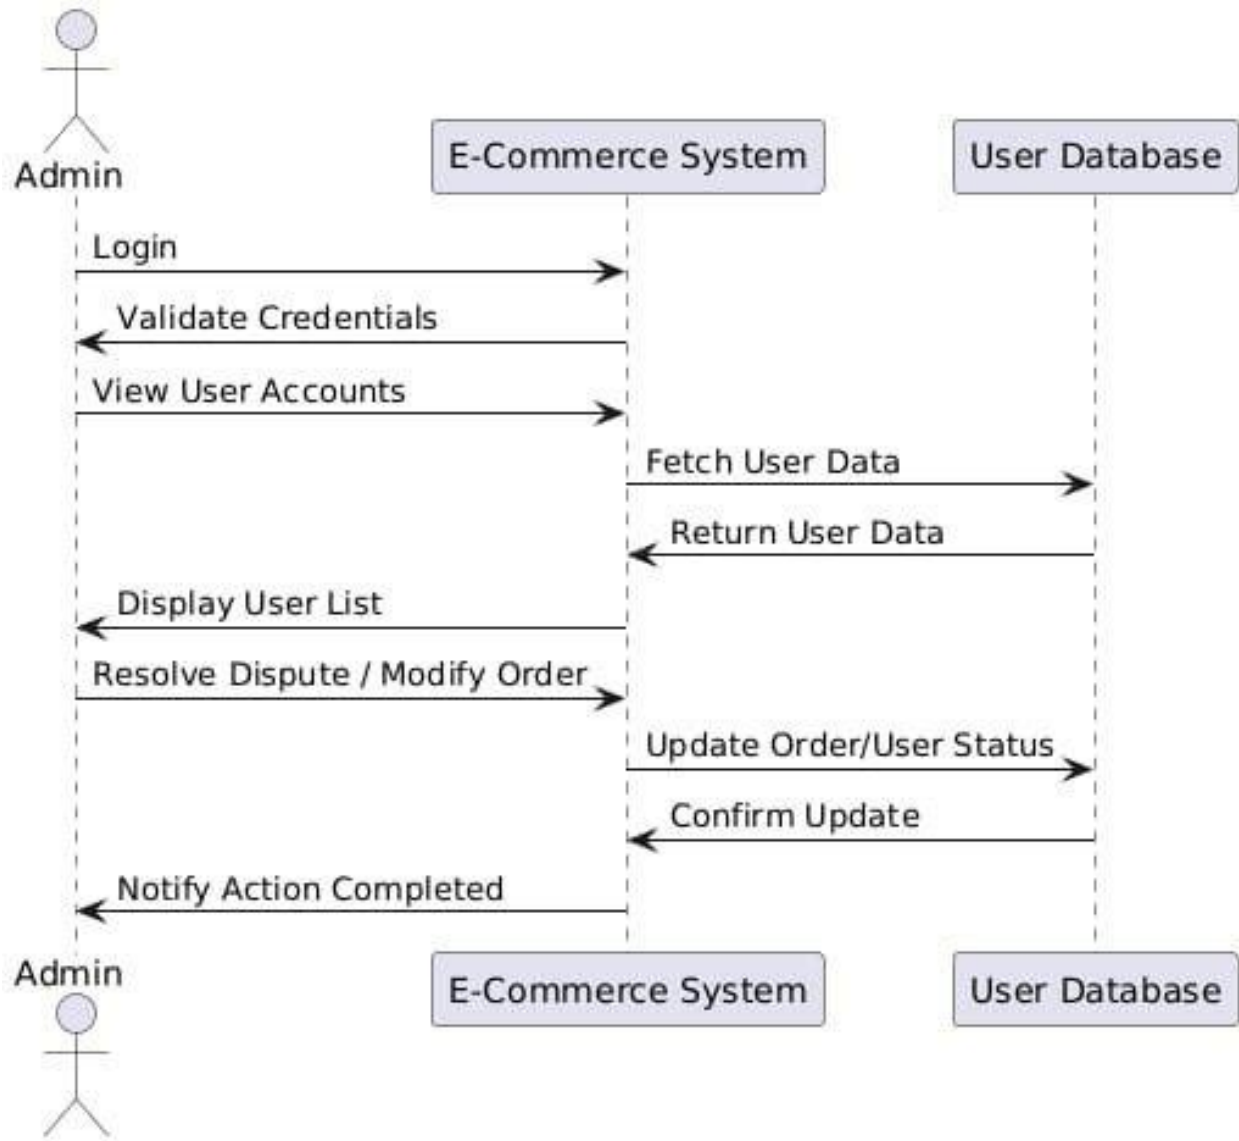 Admin
E-Commerce System
User Database
Login
Validate Credentials
View User Accounts
Fetch User Data
Return User Data
Display User List
Resolve Dispute / Modify Order
Update Order/User Status
Confirm Update
Notify Action Completed
Admin
E-Commerce System
User Database